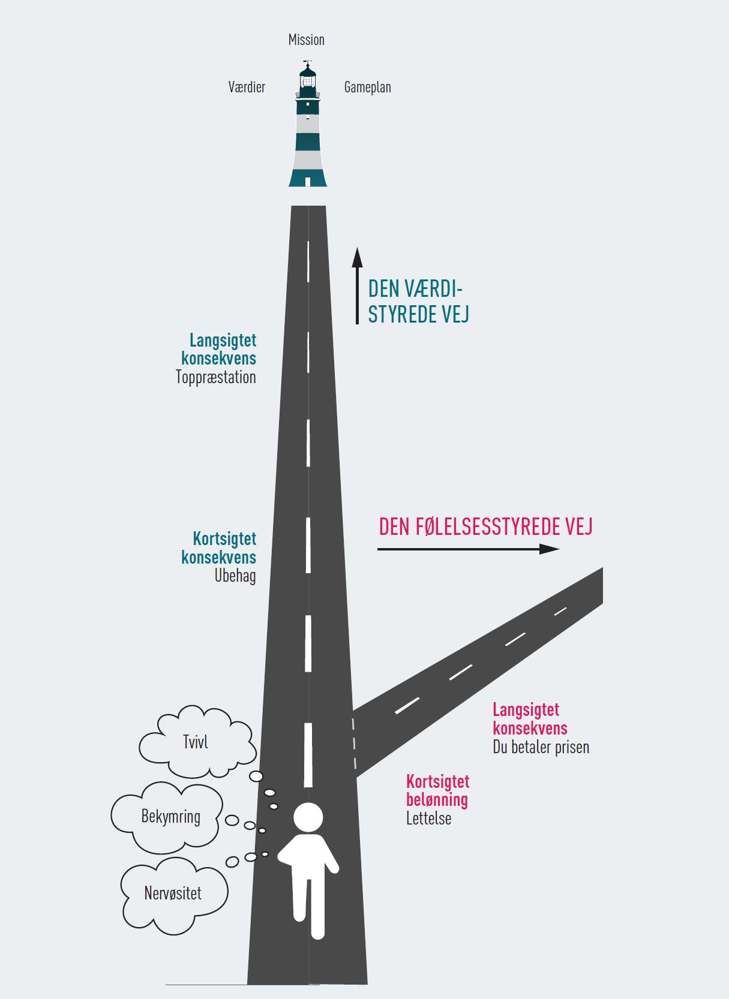 Mission
Værdier
Gameplan
DEN VÆRDI-
STYREDE VEJ
Langsigtet
konsekvens
Toppræstation
DEN FØLELSESSTYREDE VEJ
Kortsigtet
konsekvens
Ubehag
Langsigtet
konsekvens
Du betaler prisen
Tvivl
Kortsigtet
belønning
Lettelse
Bekymring
Nervøsitet